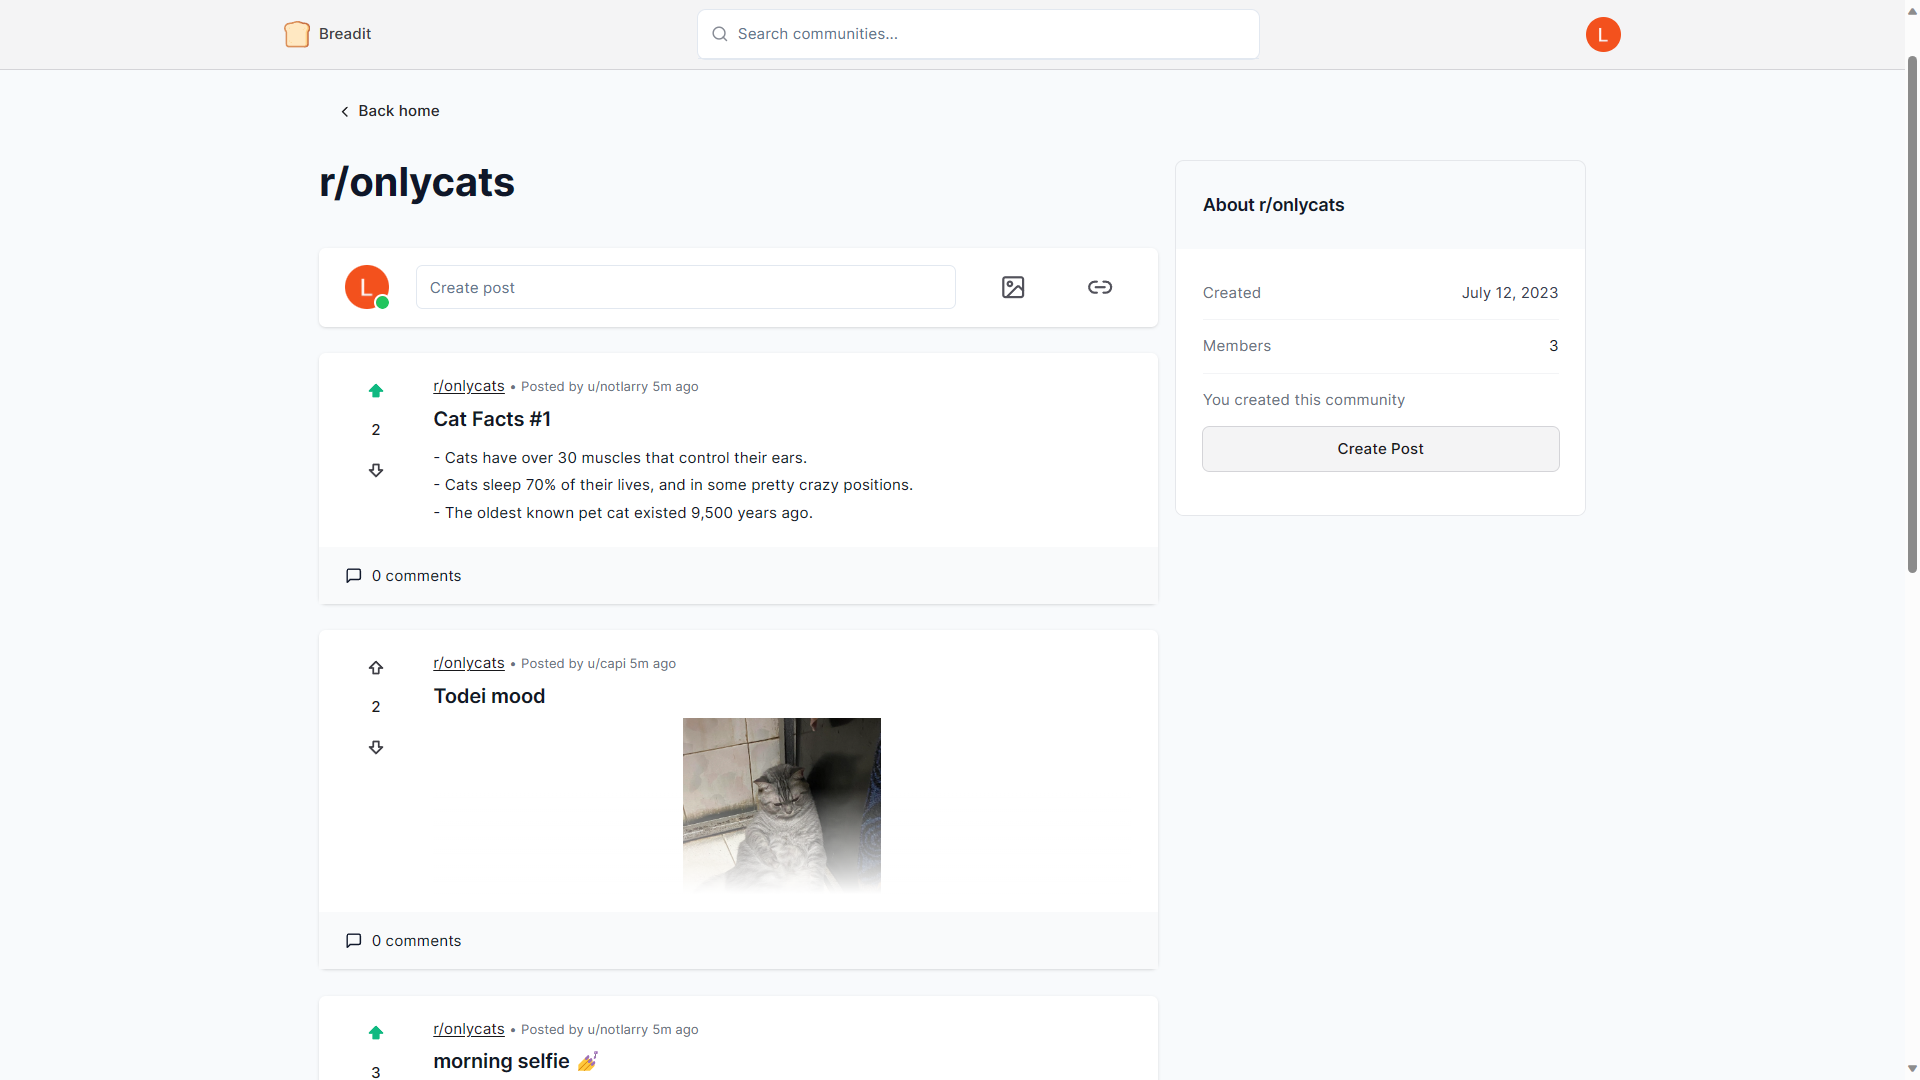 Breadit
Search communities...
L
Back home
r/onlycats
L
Create post
r/onlycats • Posted by u/notlarry 5m ago
Cat Facts #1
2
- Cats have over 30 muscles that control their ears.
- Cats sleep 70% of their lives, and in some pretty crazy positions.
- The oldest known pet cat existed 9,500 years ago.
0 comments
r/onlycats • Posted by u/capi 5m ago
Todei mood
2
0 comments
r/onlycats • Posted by u/notlarry 5m ago
morning selfie 💅
3
About r/onlycats
Created July 12, 2023
Members 3
You created this community
Create Post